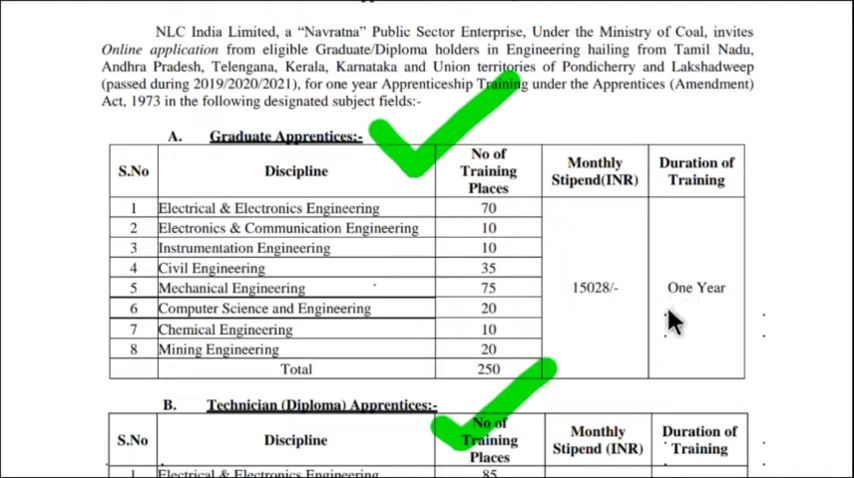 NLC India Limited, a “Navratna” Public Sector Enterprise, Under the Ministry of Coal, invites
Online application from eligible Graduate/Diploma holders in Engineering hailing from Tamil Nadu,
Andhra Pradesh, Telengana, Kerala, Karnataka and Union territories of Pondicherry and Lakshadweep
(passed during 2019/2020/2021), for one year Apprenticeship Training under the Apprentices (Amendment)
Act, 1973 in the following designated subject fields:-
A. Graduate Apprentices:-
S.No Discipline No of Training Places Monthly Stipend(INR) Duration of Training
1 Electrical & Electronics Engineering 70
2 Electronics & Communication Engineering 10
3 Instrumentation Engineering 10
4 Civil Engineering 35
5 Mechanical Engineering 75 15028/- One Year
6 Computer Science and Engineering 20
7 Chemical Engineering 10
8 Mining Engineering 20
Total 250
B. Technician (Diploma) Apprentices:-
S.No Discipline No of Training Places Monthly Stipend (INR) Duration of Training
1 Electrical & Electronics Engineering 85